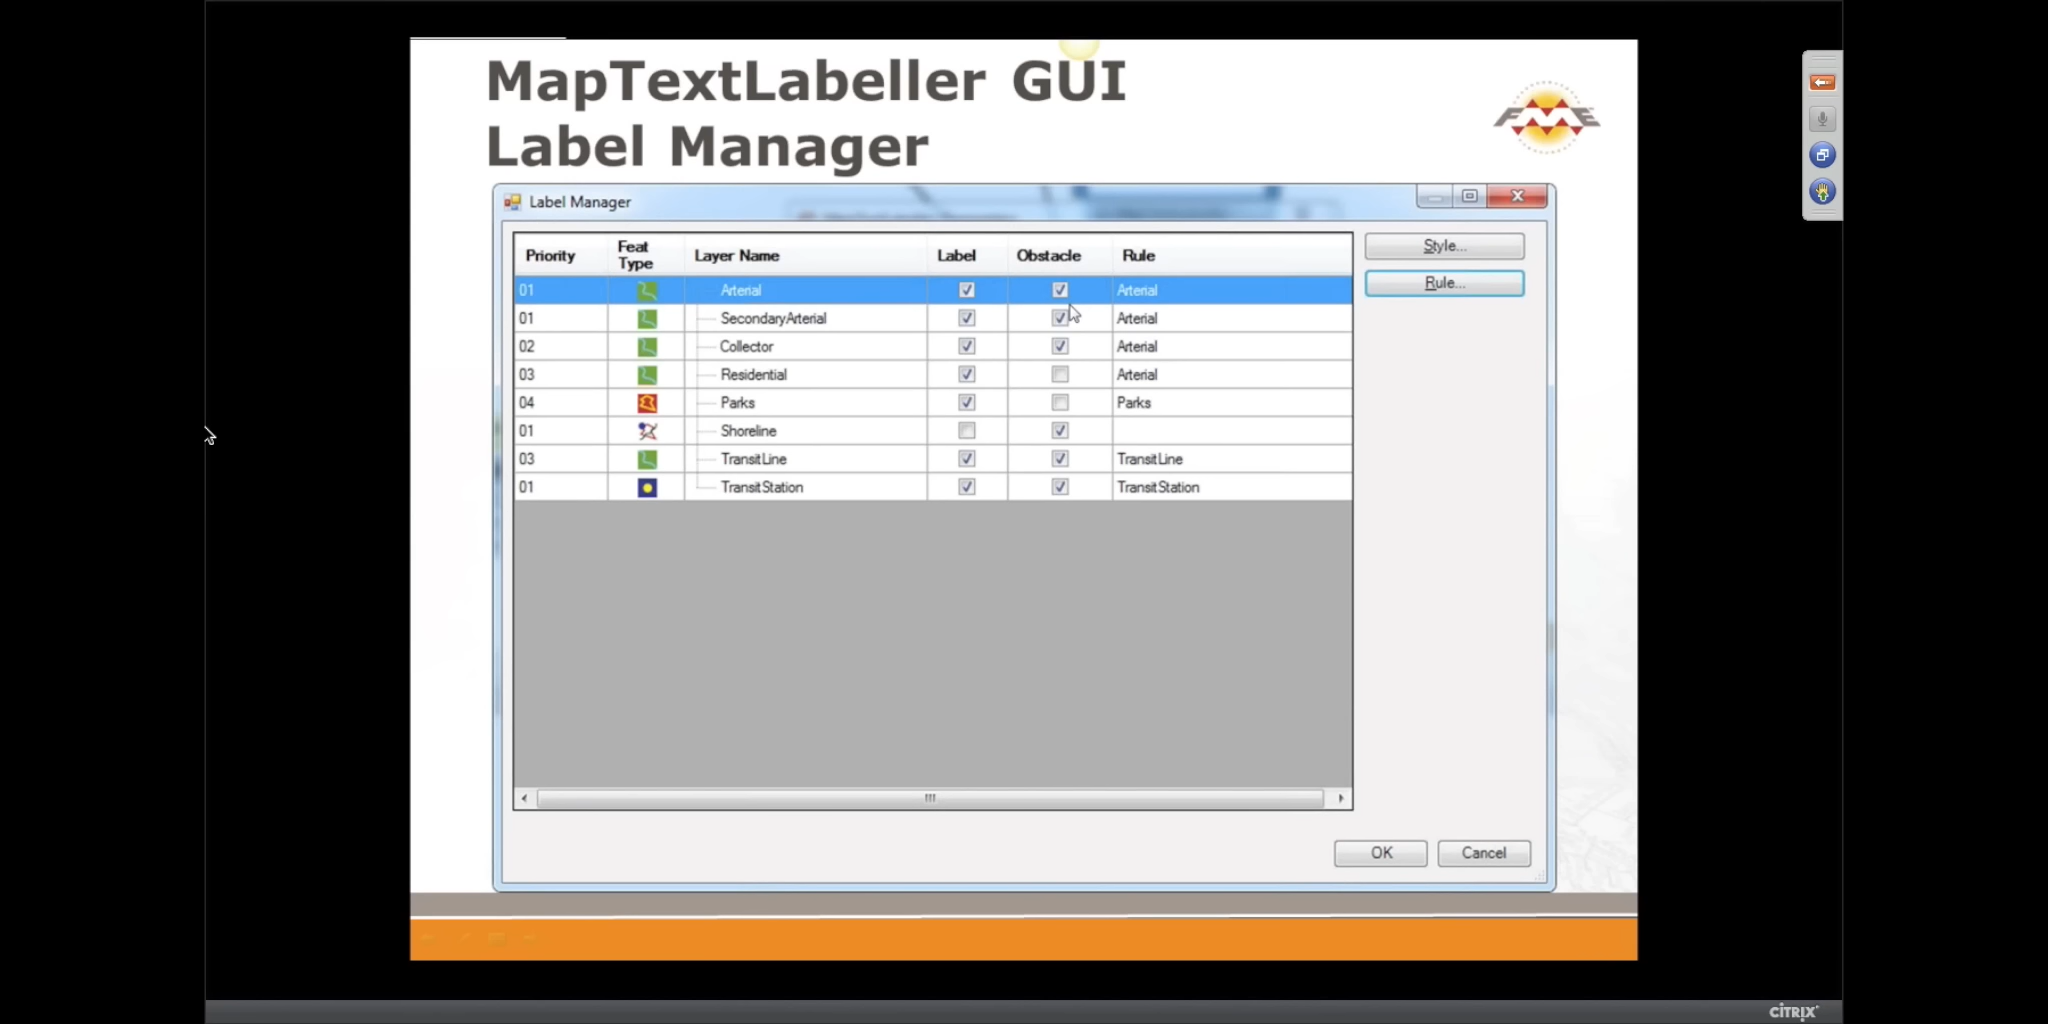 MapTextLabeller GUI
Label Manager
FME
Label Manager
Priority Feat Type Layer Name Label Obstacle Rule
01 Arterial Arterial
01 SecondaryArterial Arterial
02 Collector Arterial
03 Residential Arterial
04 Parks Parks
01 Shoreline
03 TransitLine TransitLine
01 TransitStation TransitStation
Style...
Rule...
OK Cancel
CITRIX